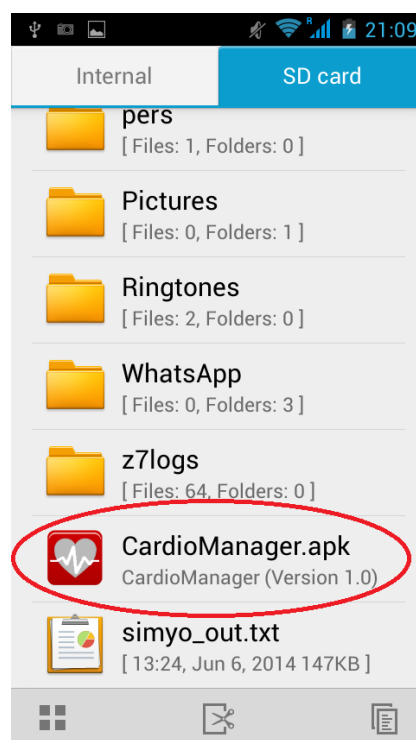 R
21:09
Internal
SD card
pers
[ Files: 1, Folders: 0 ]
Pictures
[ Files: 0, Folders: 1 ]
Ringtones
[ Files: 2, Folders: 0 ]
WhatsApp
[ Files: 0, Folders: 3 ]
z7logs
[ Files: 64, Folders: 0 ]
CardioManager.apk
CardioManager (Version 1.0)
simyo_out.txt
[ 13:24, Jun 6, 2014 147KB ]